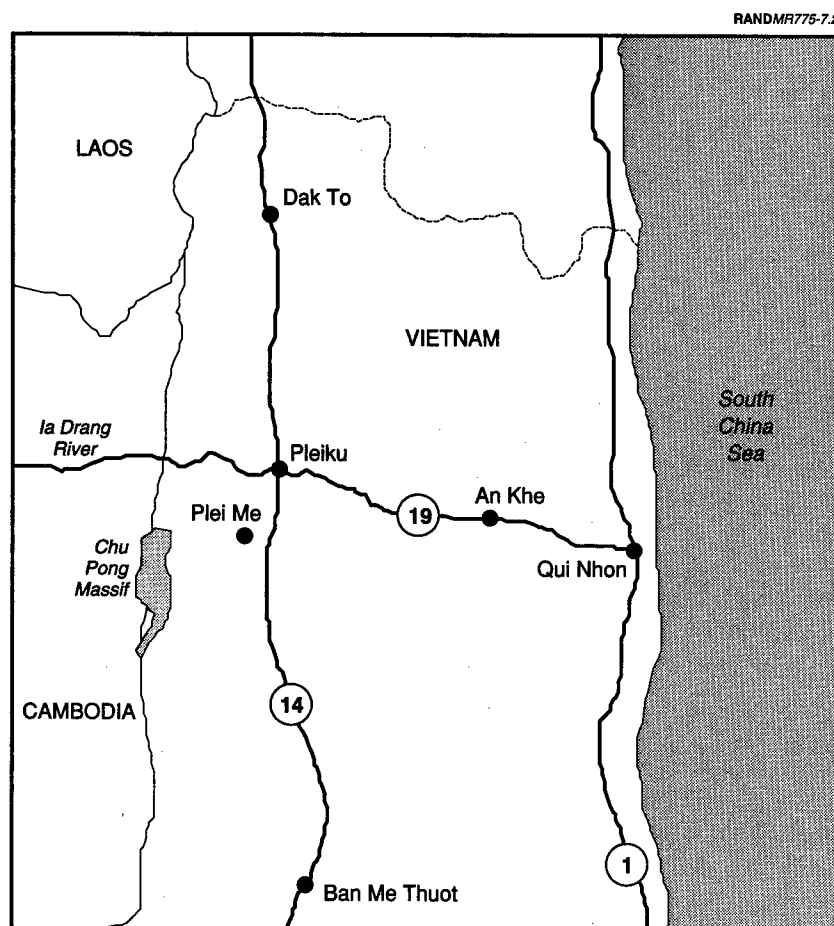 RANDMR775-7.2
LAOS
Dak To
VIETNAM
South
China
Sea
Ia Drang
River
Pleiku
An Khe
19
Plei Me
Chu
Pong
Massif
Qui Nhon
14
CAMBODIA
1
Ban Me Thuot